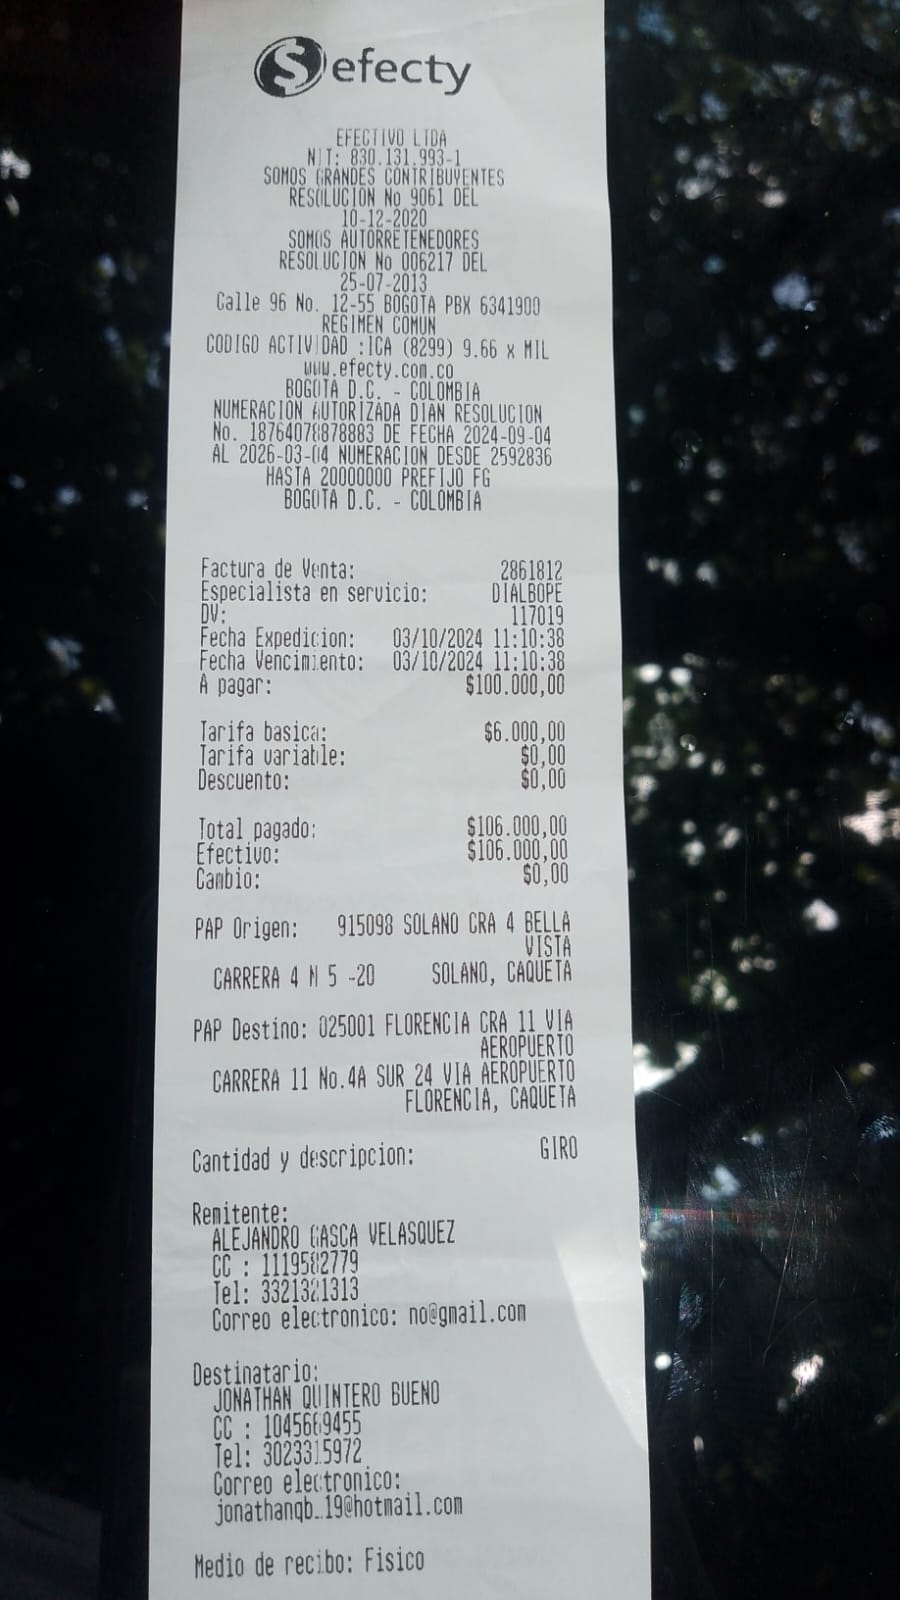 efecty
EFECTIVO LTDA
NIT: 830.131.993-1
SOMOS GRANDES CONTRIBUYENTES
RESOLUCION No 9061 DEL
10-12-2020
SOMOS AUTORRETENEDORES
RESOLUCION No 006217 DEL
25-07-2013
Calle 96 No. 12-55 BOGOTA PBX 6341900
REGIMEN COMUN
CODIGO ACTIVIDAD :ICA (8299) 9.66 x MIL
www.efecty.com.co
BOGOTA D.C. - COLOMBIA
NUMERACION AUTORIZADA DIAN RESOLUCION
No. 18764078878883 DE FECHA 2024-09-04
AL 2026-03-04 NUMERACION DESDE 2592836
HASTA 20000000 PREFIJO FG
BOGOTA D.C. - COLOMBIA
Factura de Venta: 2861812
Especialista en servicio: DIALBOPE
DV: 117019
Fecha Expedicion: 03/10/2024 11:10:38
Fecha Vencimiento: 03/10/2024 11:10:38
A pagar: $100.000,00
Tarifa basica: $6.000,00
Tarifa variable: $0,00
Descuento: $0,00
Total pagado: $106.000,00
Efectivo: $106.000,00
Cambio: $0,00
PAP Origen: 915098 SOLANO CRA 4 BELLA
VISTA
CARRERA 4 N 5 -20 SOLANO, CAQUETA
PAP Destino: 025001 FLORENCIA CRA 11 VIA
AEROPUERTO
CARRERA 11 No.4A SUR 24 VIA AEROPUERTO
FLORENCIA, CAQUETA
Cantidad y descripcion: GIRO
Remitente:
ALEJANDRO GASCA VELASQUEZ
CC : 1119582779
Tel: 3321321313
Correo electronico: no@gmail.com
Destinatario:
JONATHAN QUINTERO BUENO
CC : 1045669455
Tel: 3023315972
Correo electronico:
jonathanqb_19@hotmail.com
Medio de recibo: Fisico